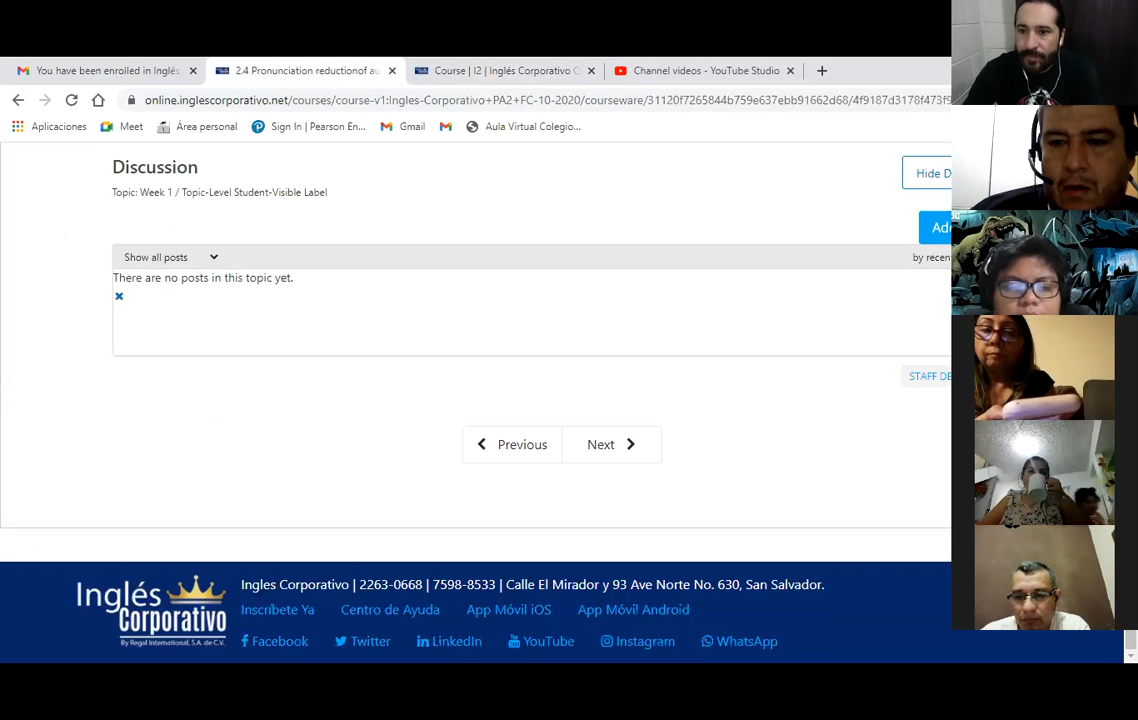 You have been enrolled in Inglés
2.4 Pronunciation reductionof au
Course | I2 | Inglés Corporativo O
Channel videos - YouTube Studio
online.inglescorporativo.net/courses/course-v1:Ingles-Corporativo+PA2+FC-10-2020/courseware/31120f7265844b759e637ebb91662d68/4f9187d3178f473f9
Aplicaciones
Meet
Área personal
Sign In | Pearson En...
Gmail
Aula Virtual Colegio...
Discussion
Hide D
Topic: Week 1 / Topic-Level Student-Visible Label
Show all posts
by recen
There are no posts in this topic yet.
STAFF DE
Previous
Next
Inglés Corporativo
By Regal International, S.A. de C.V.
Ingles Corporativo | 2263-0668 | 7598-8533 | Calle El Mirador y 93 Ave Norte No. 630, San Salvador.
Inscríbete Ya
Centro de Ayuda
App Móvil iOS
App Móvil Android
Facebook
Twitter
LinkedIn
YouTube
Instagram
WhatsApp